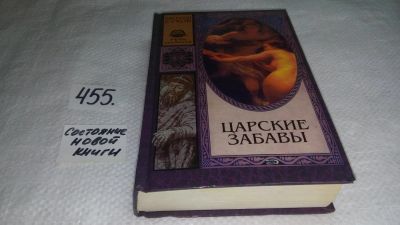 455.
СОСТОЯНИЕ
НОВОЙ
КНИГИ
ЦАРСКИЕ
ЗАБАВЫ